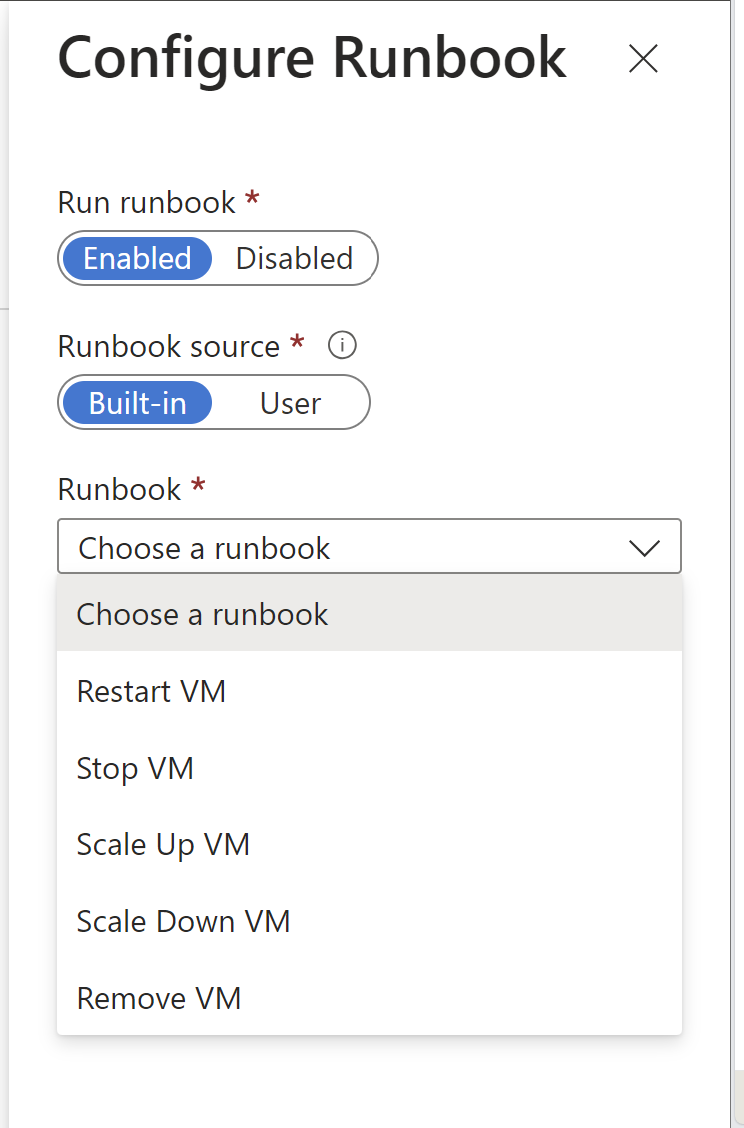 Configure Runbook
Run runbook *
Enabled Disabled
Runbook source *
Built-in User
Runbook *
Choose a runbook
Choose a runbook
Restart VM
Stop VM
Scale Up VM
Scale Down VM
Remove VM